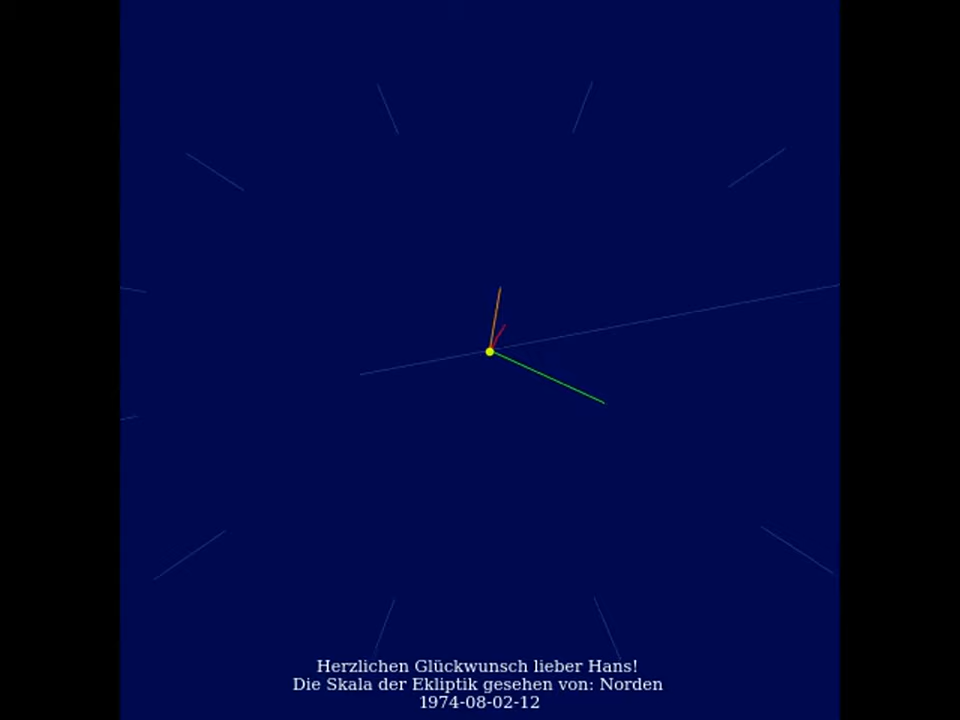 Herzlichen Glückwunsch lieber Hans!
Die Skala der Ekliptik gesehen von: Norden
1974-08-02-12